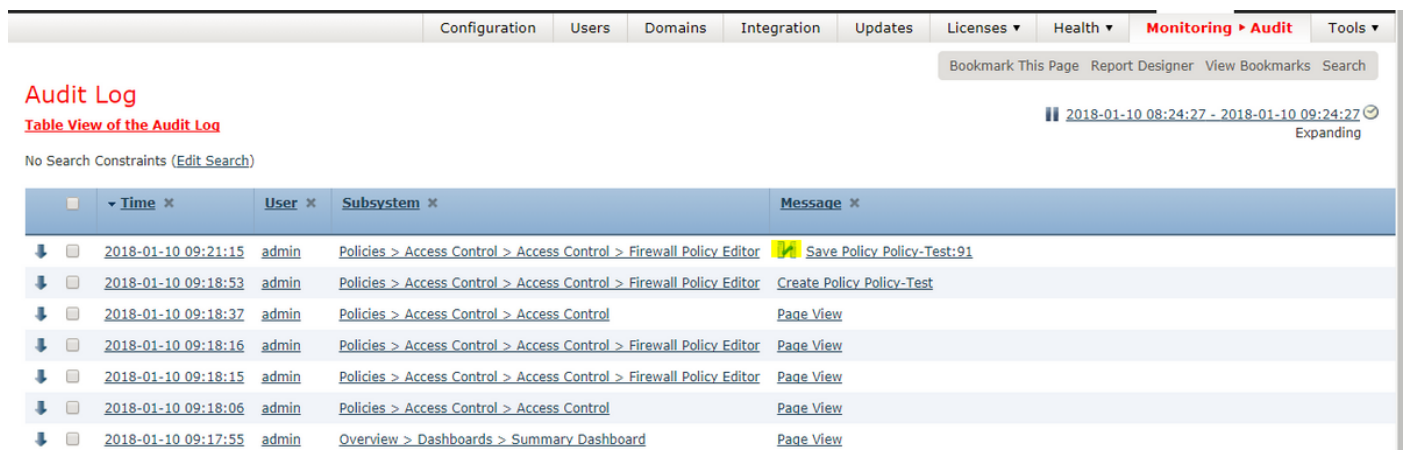 Configuration Users Domains Integration Updates Licenses ▾ Health ▾ Monitoring ▸ Audit Tools ▾
Bookmark This Page Report Designer View Bookmarks Search
Audit Log
2018-01-10 08:24:27 - 2018-01-10 09:24:27
Table View of the Audit Log
Expanding
No Search Constraints (Edit Search)
Time × User × Subsystem × Message ×
2018-01-10 09:21:15 admin Policies > Access Control > Access Control > Firewall Policy Editor Save Policy Policy-Test:91
2018-01-10 09:18:53 admin Policies > Access Control > Access Control > Firewall Policy Editor Create Policy Policy-Test
2018-01-10 09:18:37 admin Policies > Access Control > Access Control Page View
2018-01-10 09:18:16 admin Policies > Access Control > Access Control > Firewall Policy Editor Page View
2018-01-10 09:18:15 admin Policies > Access Control > Access Control > Firewall Policy Editor Page View
2018-01-10 09:18:06 admin Policies > Access Control > Access Control Page View
2018-01-10 09:17:55 admin Overview > Dashboards > Summary Dashboard Page View